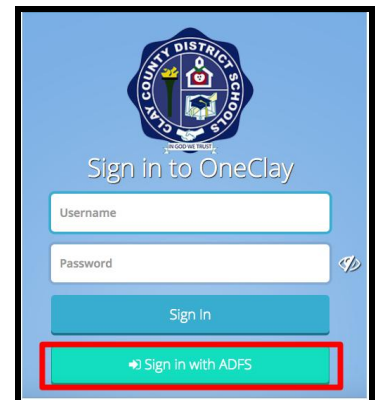 CLAY COUNTY DISTRICT SCHOOLS
IN GOD WE TRUST
Sign in to OneClay
Username
Password
Sign In
Sign in with ADFS